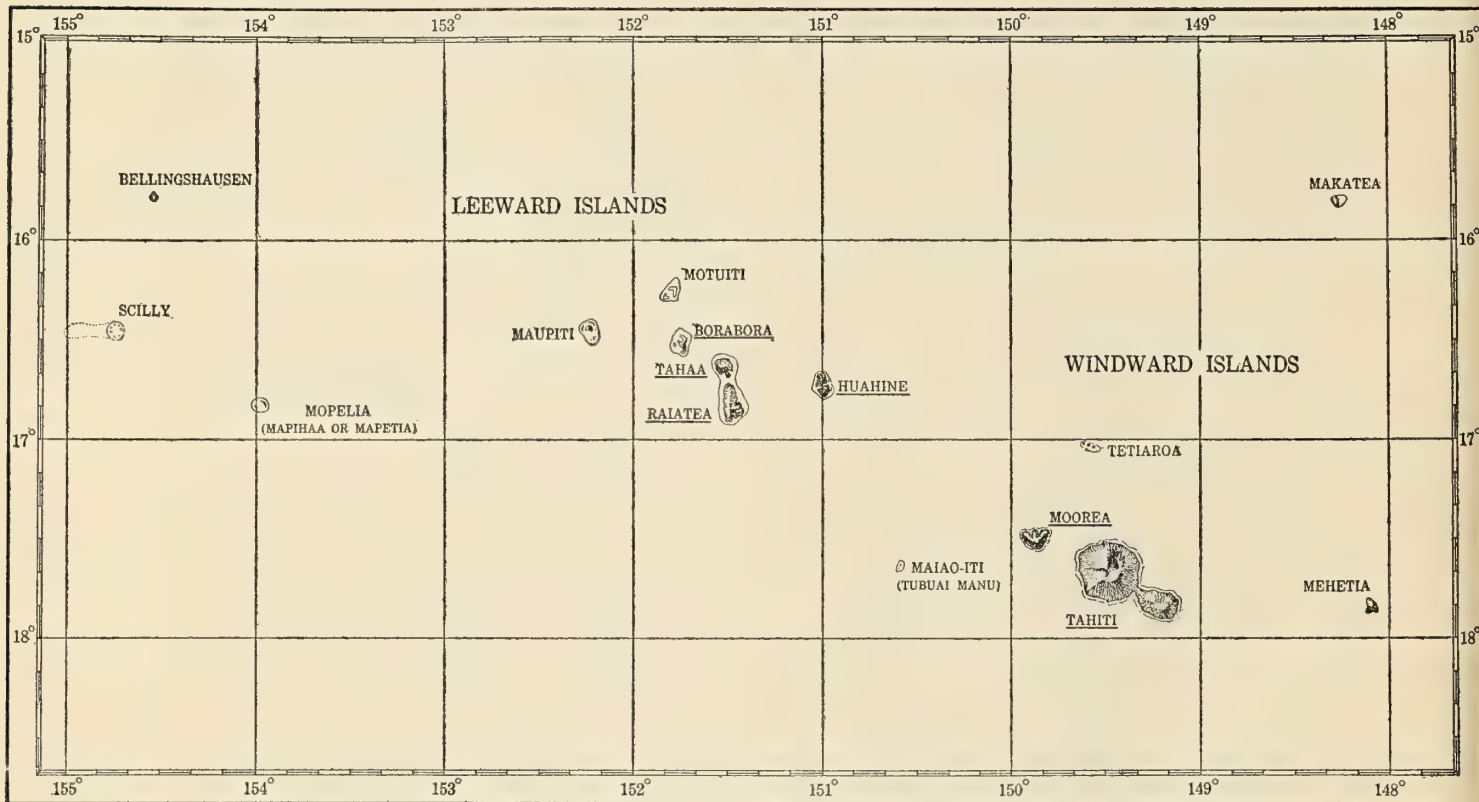 155° 154° 152° 151° 150° 149° 148°
15° 15°
BELLINGSHAUSEN
MAKATEA
LEEWARD ISLANDS
16° 16°
MOTUITI
SCILLY
MAUPITI
BORABORA
WINDWARD ISLANDS
TAHAA
HUAHINE
RAIATEA
MOPELIA
(MAPIHAA OR MAPETIA)
17° 17°
TETIAROA
MOOREA
MAIAO-ITI
(TUBUAI MANU)
MEHETIA
TAHITI
18° 18°
155° 154° 153° 152° 151° 150° 149° 148°